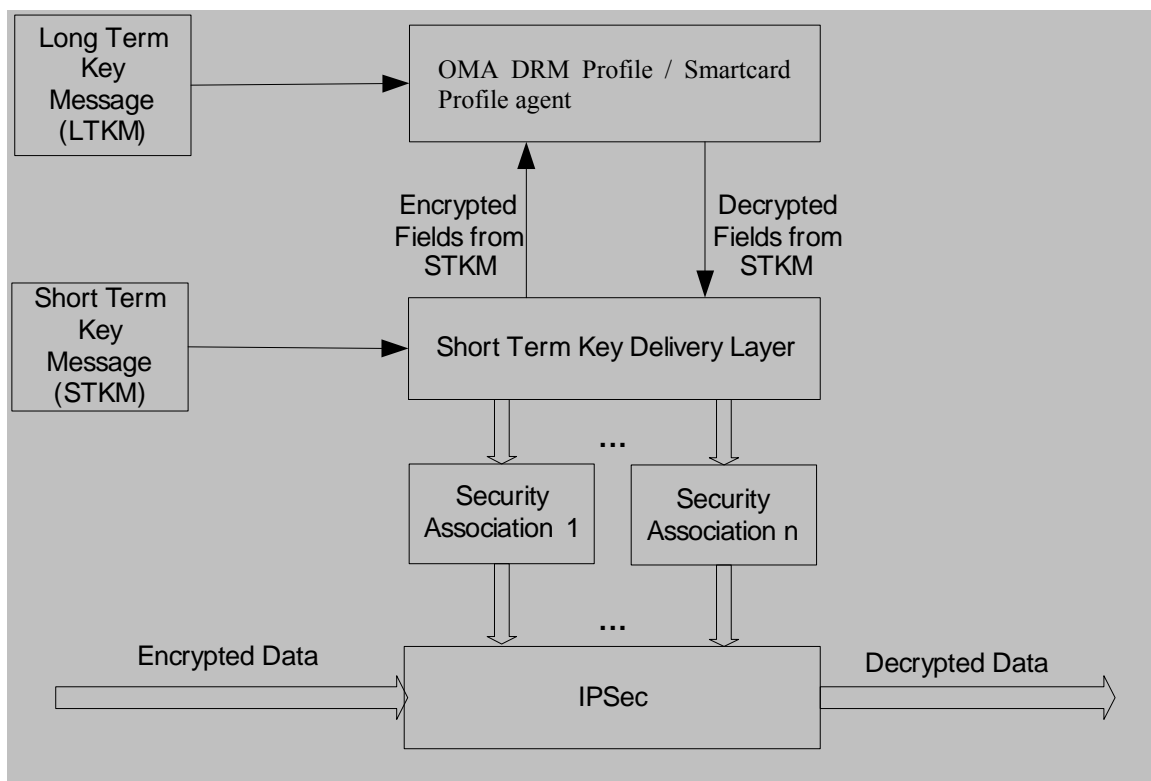 Long Term
Key
Message
(LTKM)
OMA DRM Profile / Smartcard
Profile agent
Encrypted
Fields from
STKM
Decrypted
Fields from
STKM
Short Term
Key
Message
(STKM)
Short Term Key Delivery Layer
...
Security
Association 1
Security
Association n
...
Encrypted Data
IPSec
Decrypted Data